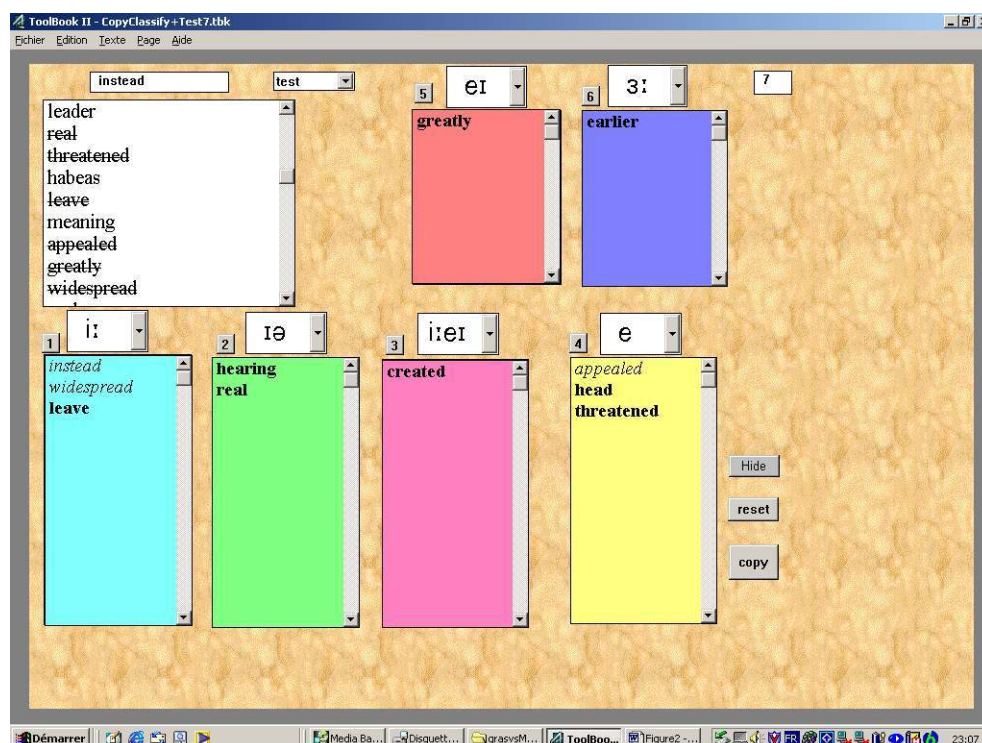 ToolBook II - CopyClassify+Test7.tbk
Fichier Edition Texte Page Aide
instead
test
7
leader
real
threatened
habeas
leave
meaning
appealed
greatly
widespread
5
eɪ
greatly
6
ɜː
earlier
1
iː
instead
widespread
leave
2
ɪə
hearing
real
3
iːeɪ
created
4
e
appealed
head
threatened
Hide
reset
copy
Démarrer
Media Ba...
Disquett...
grasvsM...
ToolBoo...
Figure2 -...
FR
23:07